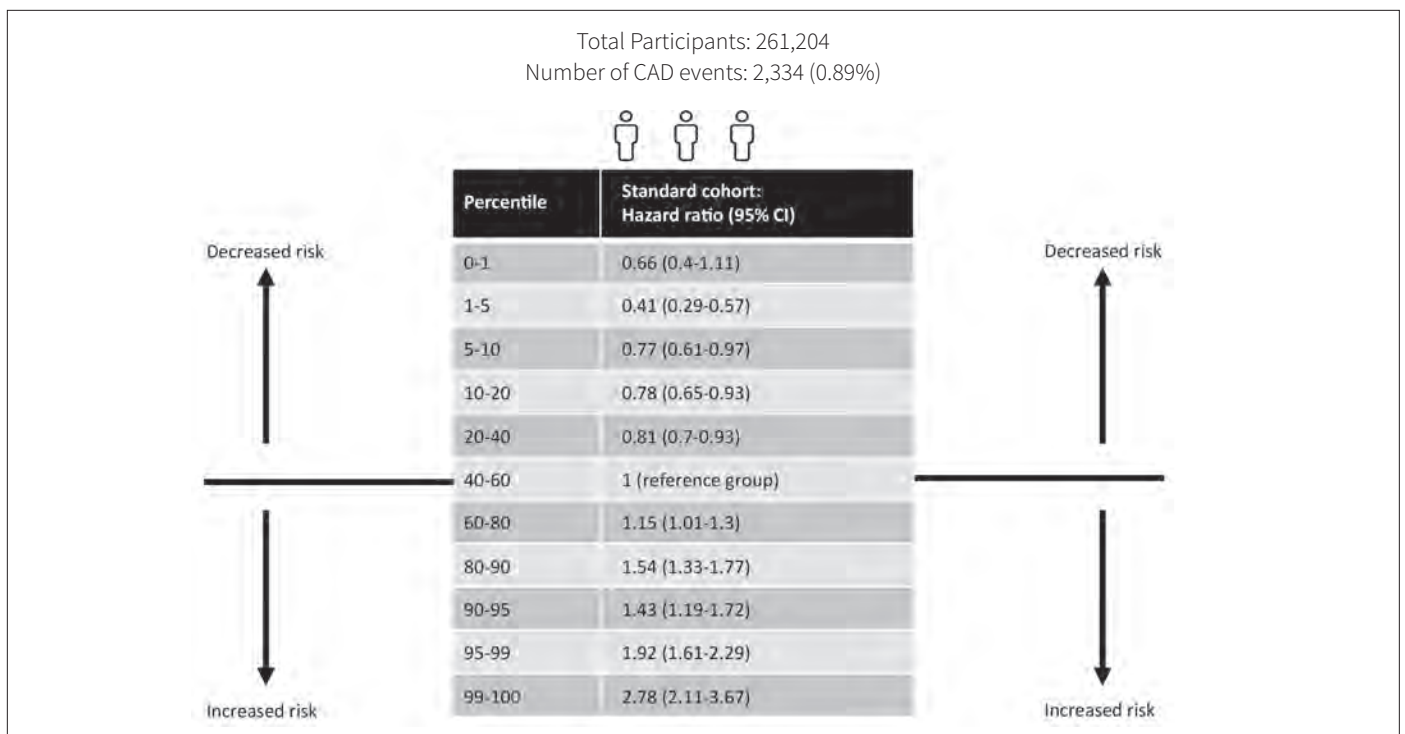 Total Participants: 261,204
Number of CAD events: 2,334 (0.89%)
Percentile
Standard cohort:
Hazard ratio (95% CI)
Decreased risk
Decreased risk
0-1 0.66 (0.4-1.11)
1-5 0.41 (0.29-0.57)
5-10 0.77 (0.61-0.97)
10-20 0.78 (0.65-0.93)
20-40 0.81 (0.7-0.93)
40-60 1 (reference group)
60-80 1.15 (1.01-1.3)
80-90 1.54 (1.33-1.77)
90-95 1.43 (1.19-1.72)
95-99 1.92 (1.61-2.29)
99-100 2.78 (2.11-3.67)
Increased risk
Increased risk